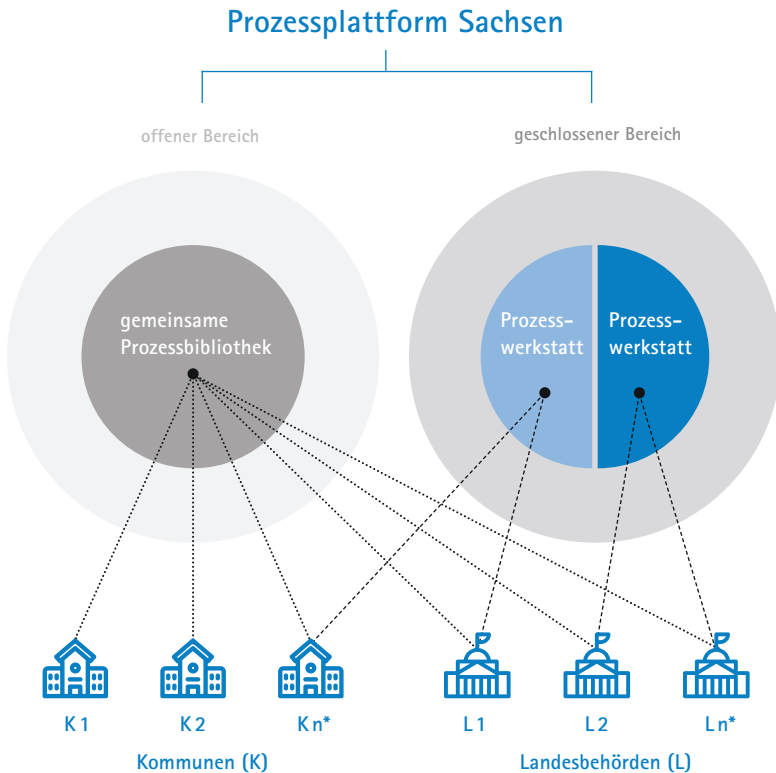 Prozessplattform Sachsen
offener Bereich
geschlossener Bereich
gemeinsame
Prozessbibliothek
Prozess-
werkstatt
Prozess-
werkstatt
K 1
K 2
K n*
L 1
L 2
L n*
Kommunen (K)
Landesbehörden (L)